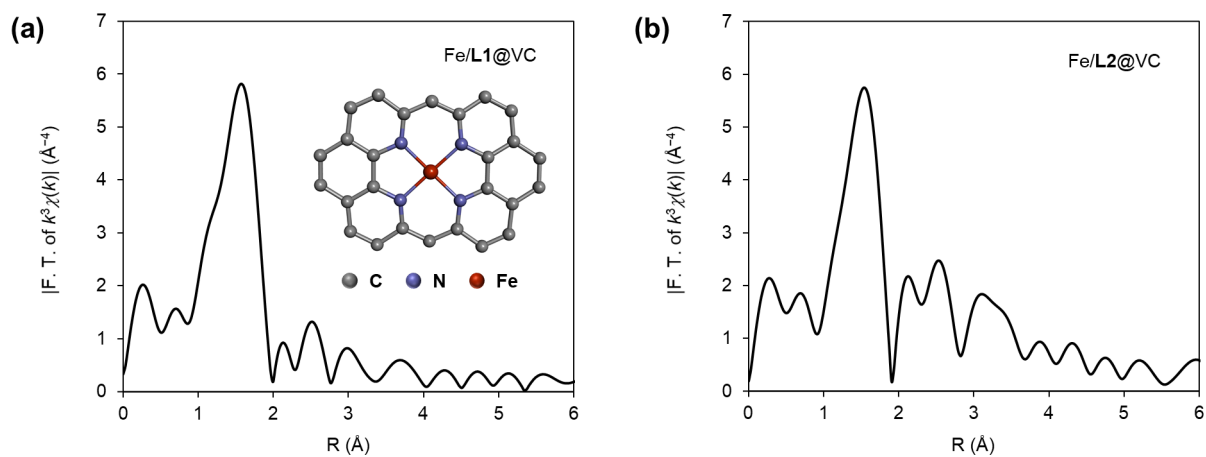 (a)
Fe/L1@VC
|F. T. of k³χ(k)| (Å⁻⁴)
7
6
5
4
3
2
1
0
C N Fe
0 1 2 3 4 5 6
R (Å)
(b)
Fe/L2@VC
|F. T. of k³χ(k)| (Å⁻⁴)
7
6
5
4
3
2
1
0
0 1 2 3 4 5 6
R (Å)